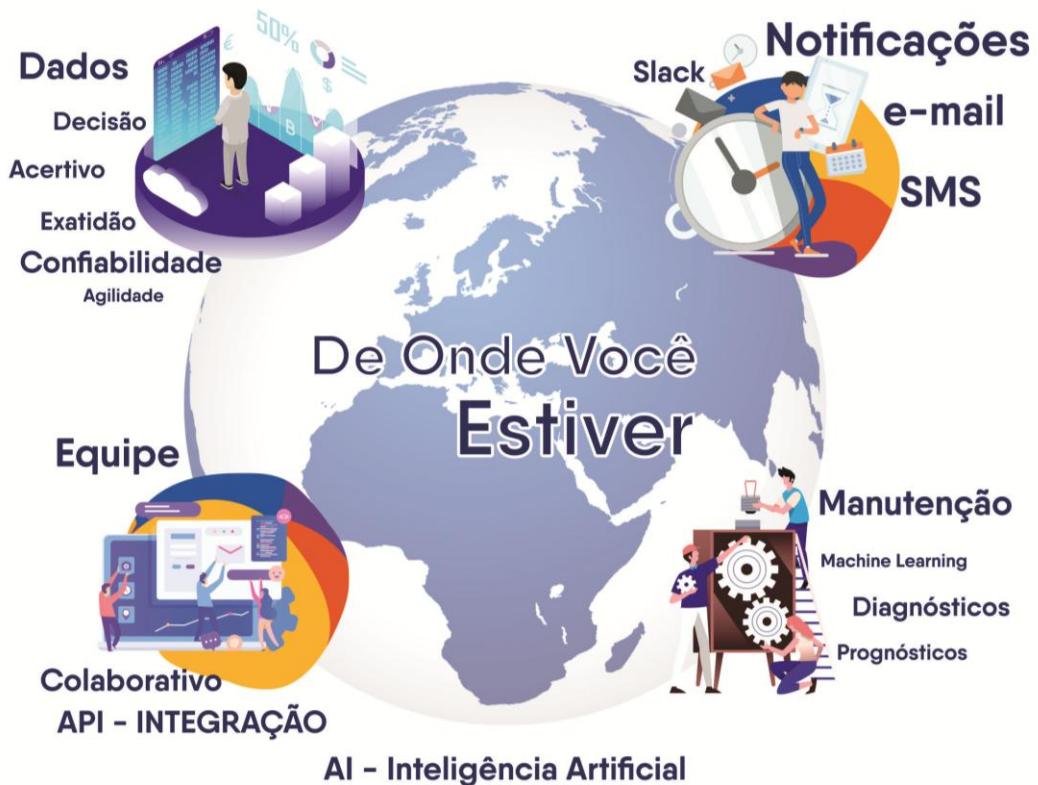 Dados
Decisão
Acertivo
Exatidão
Confiabilidade
Agilidade
50%
€
$
B
Notificações
Slack
e-mail
SMS
De Onde Você
Estiver
Equipe
Colaborativo
API - INTEGRAÇÃO
Manutenção
Machine Learning
Diagnósticos
Prognósticos
AI - Inteligência Artificial